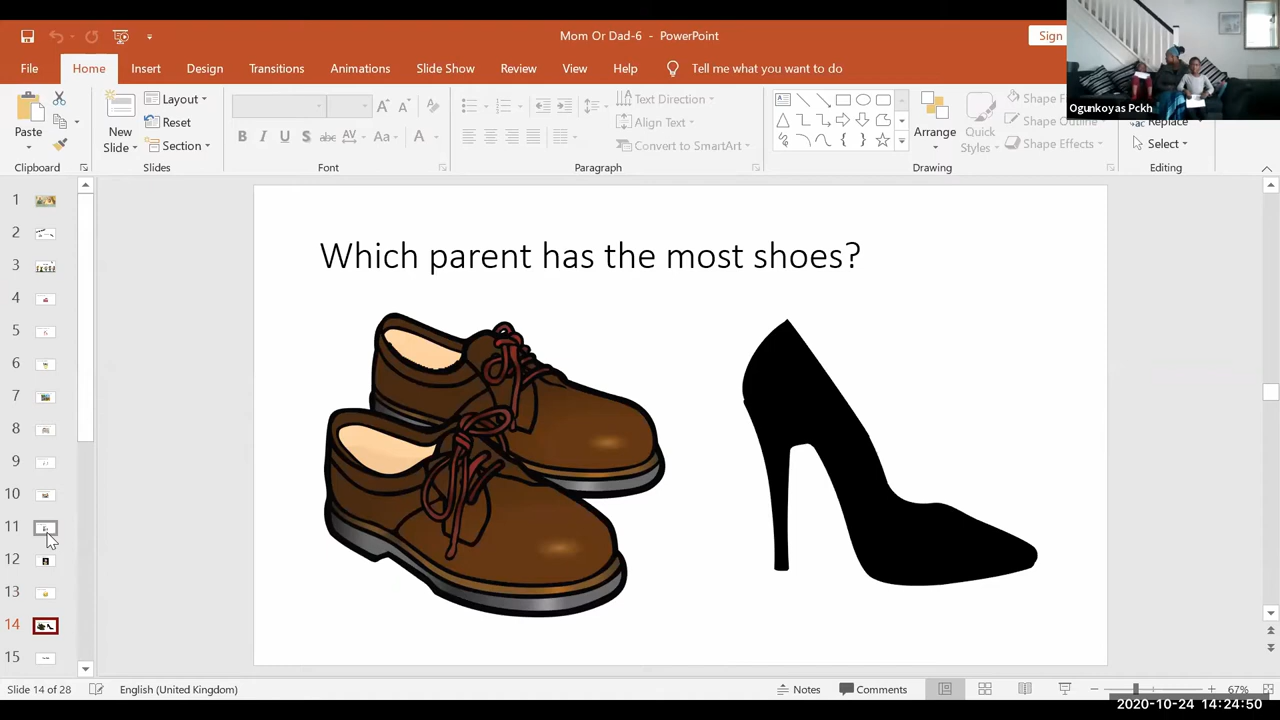 Mom Or Dad-6 - PowerPoint
Sign
File Home Insert Design Transitions Animations Slide Show Review View Help Tell me what you want to do
Ogunkoyas Pckh
Paste
New
Slide
Layout
Reset
Section
Text Direction
Align Text
Convert to SmartArt
Arrange
Quick
Styles
Shape F
Shape Outline
Shape Effects
Replace
Select
Clipboard Slides Font Paragraph Drawing Editing
1
2
3
4
5
6
7
8
9
10
11
12
13
14
15
Which parent has the most shoes?
Slide 14 of 28 English (United Kingdom) Notes Comments 67%
2020-10-24 14:24:50